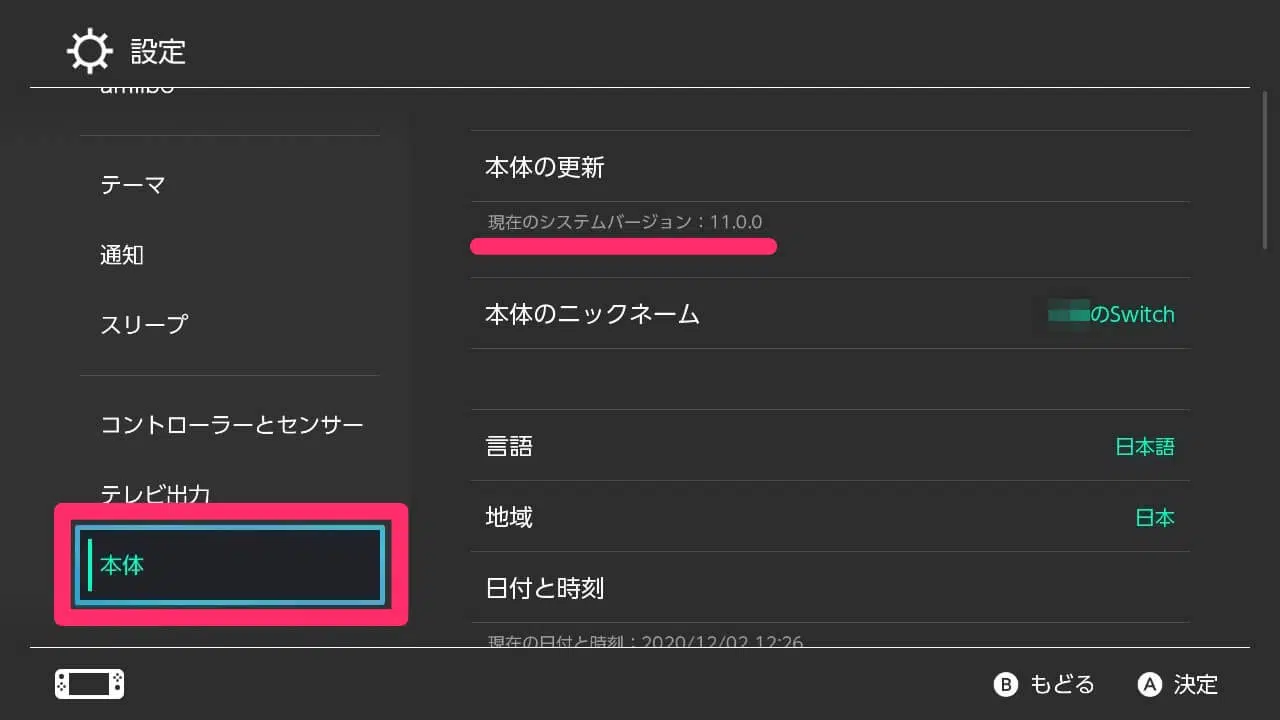 設定
amiibo
テーマ
通知
スリープ
コントローラーとセンサー
テレビ出力
本体
本体の更新
現在のシステムバージョン：11.0.0
本体のニックネーム
のSwitch
言語
日本語
地域
日本
日付と時刻
現在の日付と時刻：2020/12/02 12:26
B もどる
A 決定